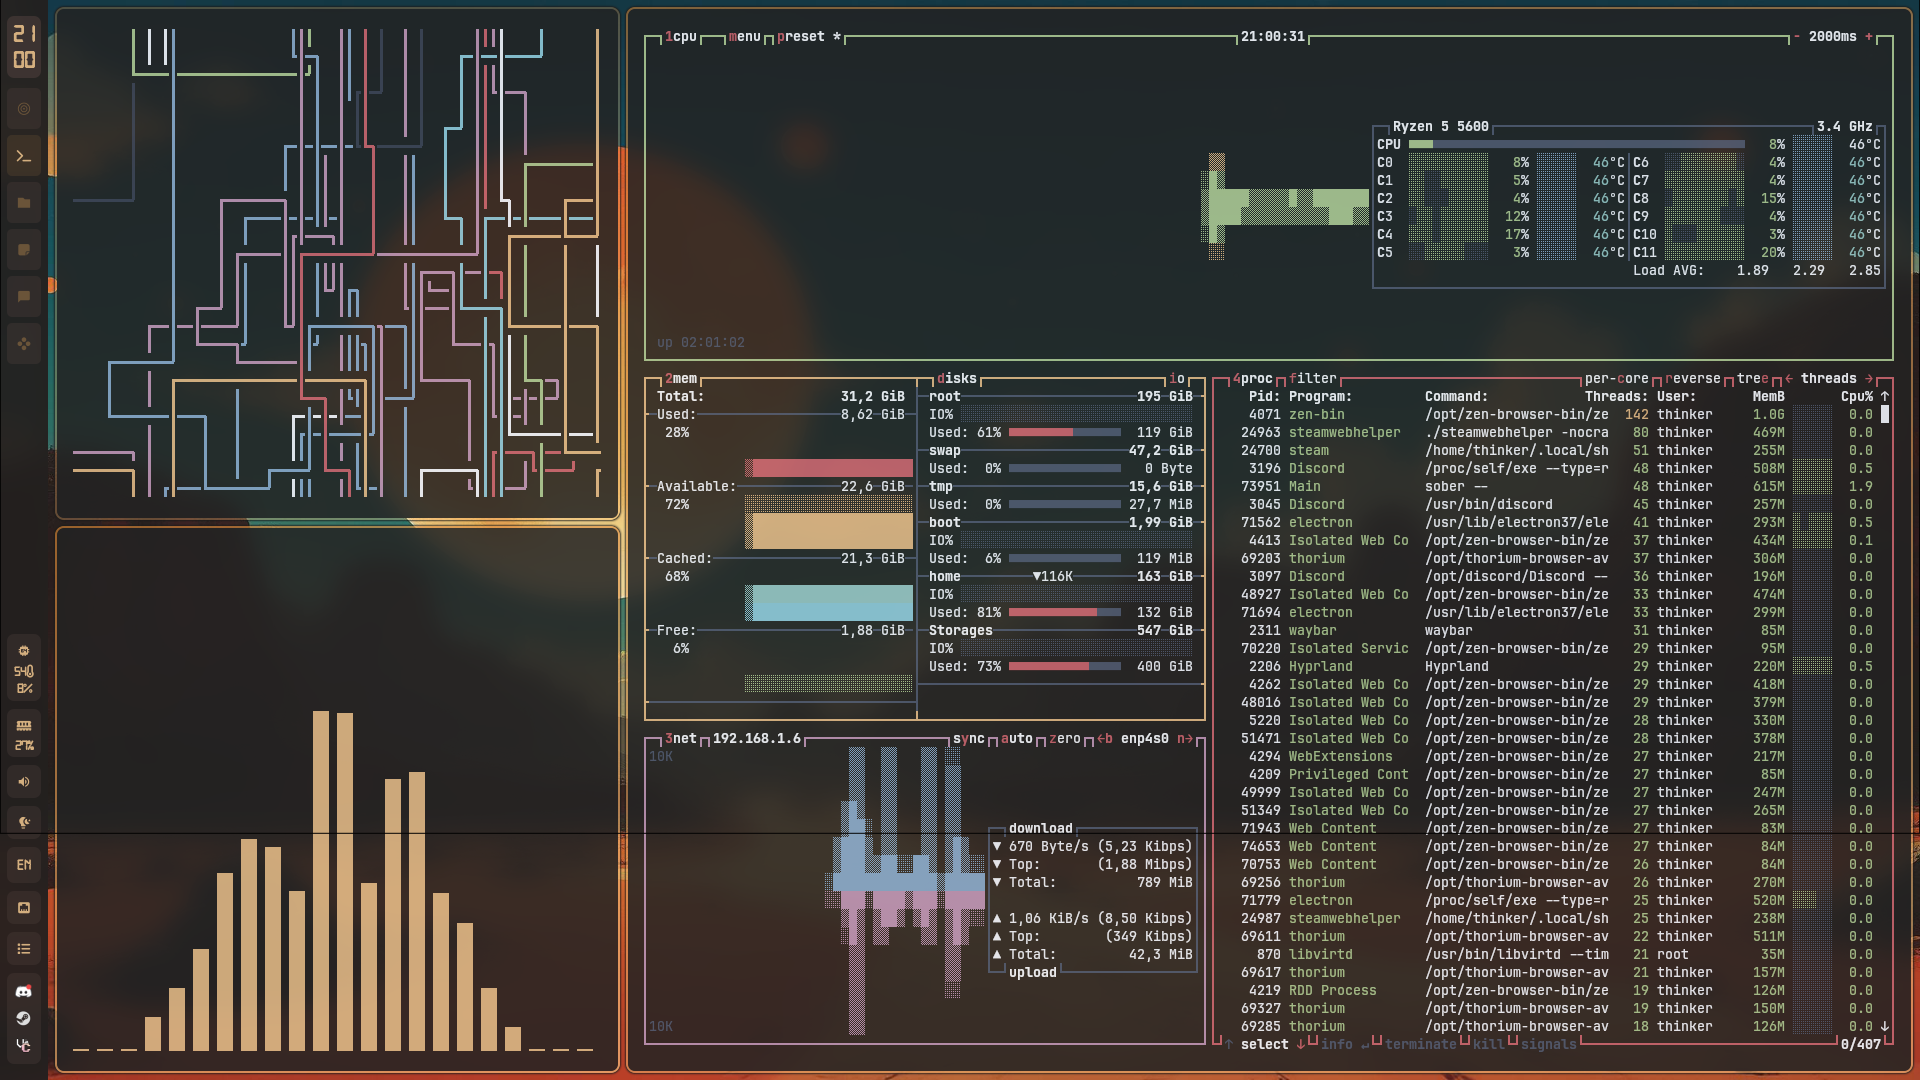 21
00
54
8%
27%
EN
1cpu menu preset * 21:00:31 - 2000ms +
Ryzen 5 5600 3.4 GHz
CPU 8% 46°C
C0 8% 46°C C6 4% 46°C
C1 5% 46°C C7 4% 46°C
C2 4% 46°C C8 15% 46°C
C3 12% 46°C C9 4% 46°C
C4 17% 46°C C10 3% 46°C
C5 3% 46°C C11 20% 46°C
Load AVG: 1.89 2.29 2.85
up 02:01:02
2mem
Total: 31,2 GiB
Used: 8,62 GiB
28%
Available: 22,6 GiB
72%
Cached: 21,3 GiB
68%
Free: 1,88 GiB
6%
disks io
root 195 GiB
IO%
Used: 61% 119 GiB
swap 47,2 GiB
Used: 0% 0 Byte
tmp 15,6 GiB
Used: 0% 27,7 MiB
boot 1,99 GiB
IO%
Used: 6% 119 MiB
home ▼116K 163 GiB
IO%
Used: 81% 132 GiB
Storages 547 GiB
IO%
Used: 73% 400 GiB
3net 192.168.1.6 sync auto zero ←b enp4s0 n→
10K
download
▼ 670 Byte/s (5,23 Kibps)
▼ Top: (1,88 Mibps)
▼ Total: 789 MiB
▲ 1,06 KiB/s (8,50 Kibps)
▲ Top: (349 Kibps)
▲ Total: 42,3 MiB
upload
10K
4proc filter per-core reverse tree ← threads →
Pid: Program: Command: Threads: User: MemB Cpu% ↑
4071 zen-bin /opt/zen-browser-bin/ze 142 thinker 1.0G 0.0
24963 steamwebhelper ./steamwebhelper -nocra 80 thinker 469M 0.0
24700 steam /home/thinker/.local/sh 51 thinker 255M 0.0
3196 Discord /proc/self/exe --type=r 48 thinker 508M 0.5
73951 Main sober -- 48 thinker 615M 1.9
3045 Discord /usr/bin/discord 45 thinker 257M 0.0
71562 electron /usr/lib/electron37/ele 41 thinker 293M 0.5
4413 Isolated Web Co /opt/zen-browser-bin/ze 37 thinker 434M 0.1
69203 thorium /opt/thorium-browser-av 37 thinker 306M 0.0
3097 Discord /opt/discord/Discord -- 36 thinker 196M 0.0
48927 Isolated Web Co /opt/zen-browser-bin/ze 33 thinker 474M 0.0
71694 electron /usr/lib/electron37/ele 33 thinker 299M 0.0
2311 waybar waybar 31 thinker 85M 0.0
70220 Isolated Servic /opt/zen-browser-bin/ze 29 thinker 95M 0.0
2206 Hyprland Hyprland 29 thinker 220M 0.5
4262 Isolated Web Co /opt/zen-browser-bin/ze 29 thinker 418M 0.0
48016 Isolated Web Co /opt/zen-browser-bin/ze 29 thinker 379M 0.0
5220 Isolated Web Co /opt/zen-browser-bin/ze 28 thinker 330M 0.0
51471 Isolated Web Co /opt/zen-browser-bin/ze 28 thinker 378M 0.0
4294 WebExtensions /opt/zen-browser-bin/ze 27 thinker 217M 0.0
4209 Privileged Cont /opt/zen-browser-bin/ze 27 thinker 85M 0.0
49999 Isolated Web Co /opt/zen-browser-bin/ze 27 thinker 247M 0.0
51349 Isolated Web Co /opt/zen-browser-bin/ze 27 thinker 265M 0.0
71943 Web Content /opt/zen-browser-bin/ze 27 thinker 83M 0.0
74653 Web Content /opt/zen-browser-bin/ze 27 thinker 84M 0.0
70753 Web Content /opt/zen-browser-bin/ze 26 thinker 84M 0.0
69256 thorium /opt/thorium-browser-av 26 thinker 270M 0.0
71779 electron /proc/self/exe --type=r 25 thinker 520M 0.0
24987 steamwebhelper /home/thinker/.local/sh 25 thinker 238M 0.0
69611 thorium /opt/thorium-browser-av 22 thinker 511M 0.0
870 libvirtd /usr/bin/libvirtd --tim 21 root 35M 0.0
69617 thorium /opt/thorium-browser-av 21 thinker 157M 0.0
4219 RDD Process /opt/zen-browser-bin/ze 19 thinker 126M 0.0
69327 thorium /opt/thorium-browser-av 19 thinker 150M 0.0
69285 thorium /opt/thorium-browser-av 18 thinker 126M 0.0 ↓
↑ select ↓ info ↵ terminate kill signals 0/407